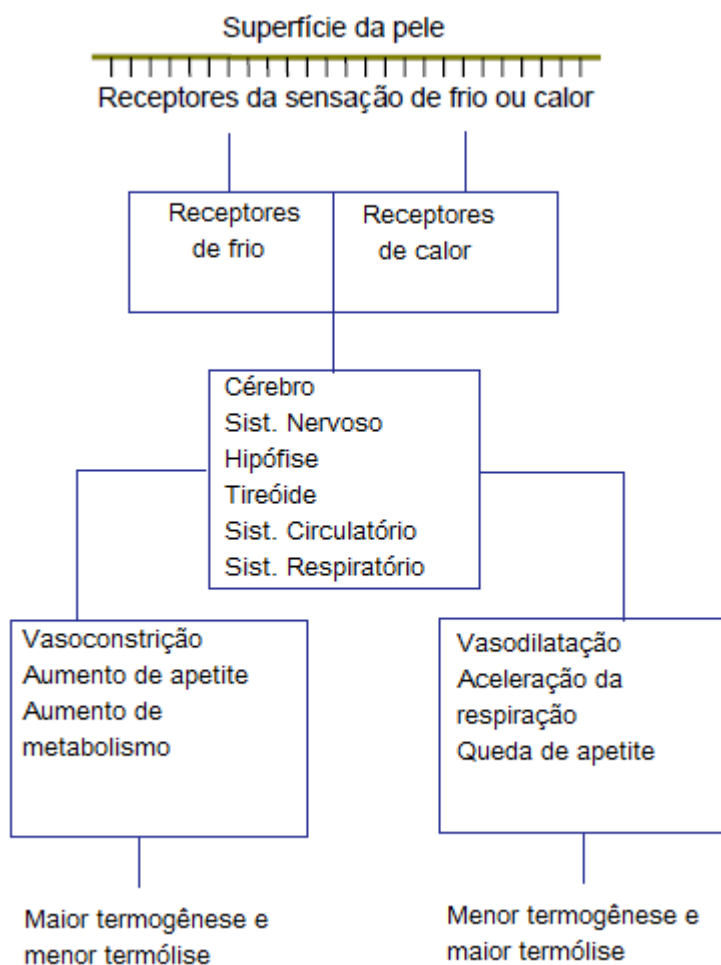 Superfície da pele
Receptores da sensação de frio ou calor
Receptores
de frio
Receptores
de calor
Cérebro
Sist. Nervoso
Hipófise
Tireóide
Sist. Circulatório
Sist. Respiratório
Vasoconstrição
Aumento de apetite
Aumento de
metabolismo
Vasodilatação
Aceleração da
respiração
Queda de apetite
Maior termogênese e
menor termólise
Menor termogênese e
maior termólise